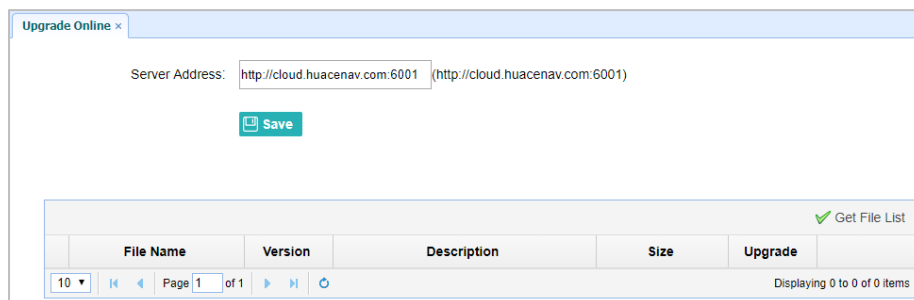 Upgrade Online ×
Server Address: http://cloud.huacenav.com:6001 (http://cloud.huacenav.com:6001)
Save
Get File List
File Name Version Description Size Upgrade
10 Page 1 of 1 Displaying 0 to 0 of 0 items